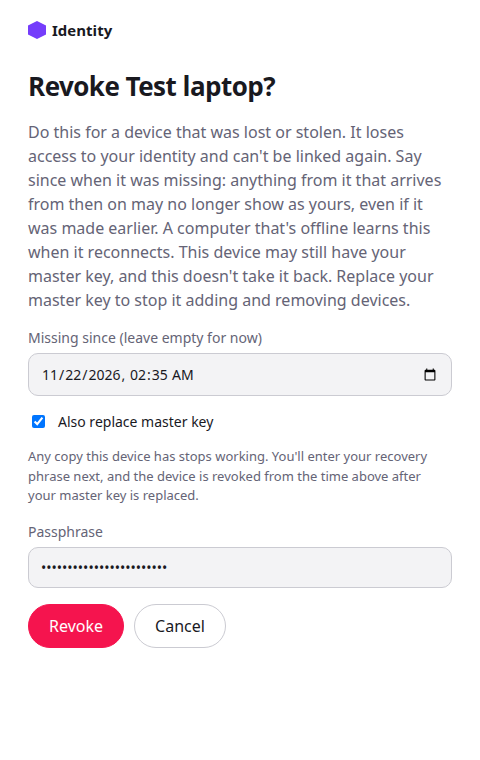 Identity
Revoke Test laptop?
Do this for a device that was lost or stolen. It loses
access to your identity and can't be linked again. Say
since when it was missing: anything from it that arrives
from then on may no longer show as yours, even if it
was made earlier. A computer that's offline learns this
when it reconnects. This device may still have your
master key, and this doesn't take it back. Replace your
master key to stop it adding and removing devices.
Missing since (leave empty for now)
11/22/2026, 02:35 AM
Also replace master key
Any copy this device has stops working. You'll enter your recovery
phrase next, and the device is revoked from the time above after
your master key is replaced.
Passphrase
••••••••••••••••••••••••
Revoke Cancel